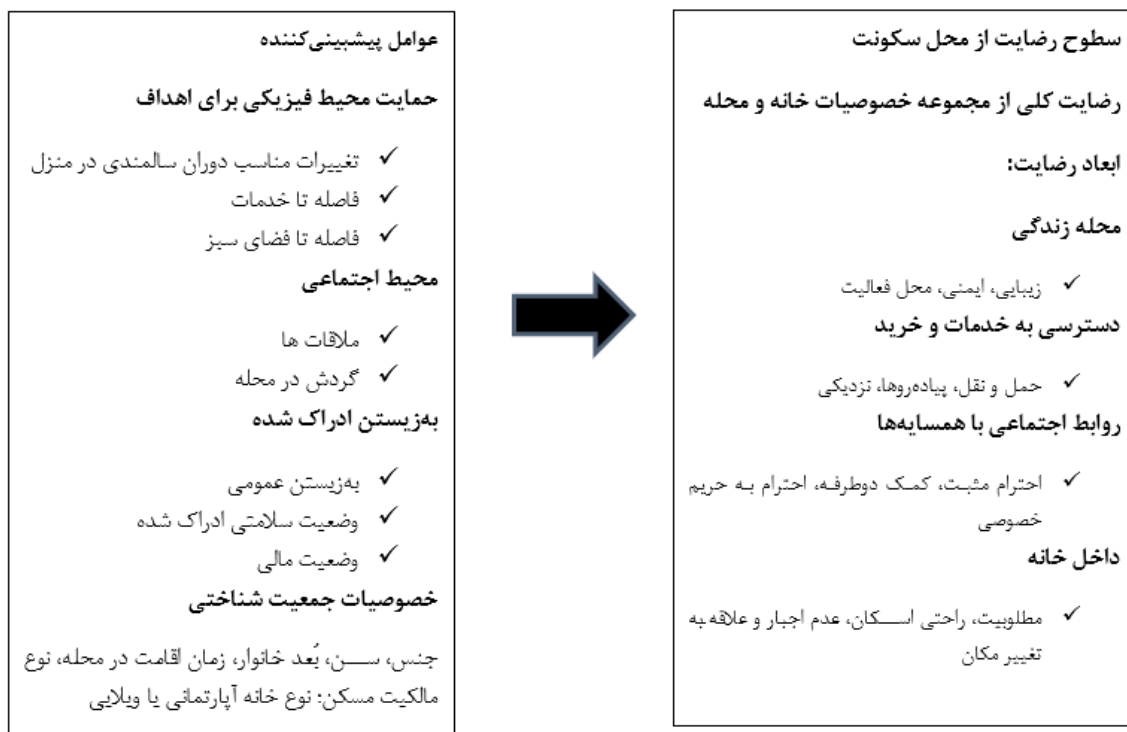 عوامل پیشبینی‌کننده
حمایت محیط فیزیکی برای اهداف
✓ تغییرات مناسب دوران سالمندی در منزل
✓ فاصله تا خدمات
✓ فاصله تا فضای سبز
محیط اجتماعی
✓ ملاقات ها
✓ گردش در محله
به‌زیستن ادراک شده
✓ به‌زیستن عمومی
✓ وضعیت سلامتی ادراک شده
✓ وضعیت مالی
خصوصیات جمعیت شناختی
جنس، سن، بُعد خانوار، زمان اقامت در محله، نوع
مالکیت مسکن: نوع خانه آپارتمانی یا ویلایی
سطوح رضایت از محل سکونت
رضایت کلی از مجموعه خصوصیات خانه و محله
ابعاد رضایت:
محله زندگی
✓ زیبایی، ایمنی، محل فعالیت
دسترسی به خدمات و خرید
✓ حمل و نقل، پیاده‌روها، نزدیکی
روابط اجتماعی با همسایه‌ها
✓ احترام مثبت، کمک دوطرفه، احترام به حریم
خصوصی
داخل خانه
✓ مطلوبیت، راحتی اسکان، عدم اجبار و علاقه به
تغییر مکان